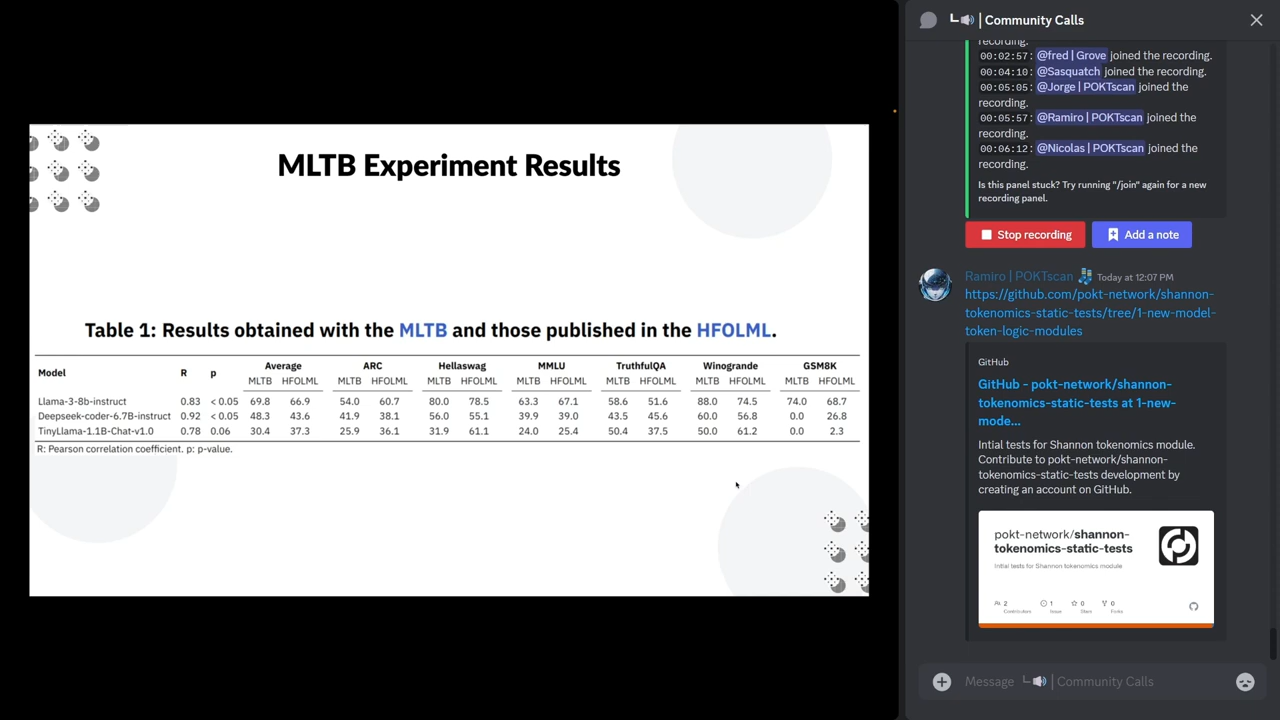 MLTB Experiment Results
Table 1: Results obtained with the MLTB and those published in the HFOLML.
Model R p Average ARC Hellaswag MMLU TruthfulQA Winogrande GSM8K
MLTB HFOLML MLTB HFOLML MLTB HFOLML MLTB HFOLML MLTB HFOLML MLTB HFOLML MLTB HFOLML
Llama-3-8b-instruct 0.83 < 0.05 69.8 66.9 54.0 60.7 80.0 78.5 63.3 67.1 58.6 51.6 88.0 74.5 74.0 68.7
Deepseek-coder-6.7B-instruct 0.92 < 0.05 48.3 43.6 41.9 38.1 56.0 55.1 39.9 39.0 43.5 45.6 60.0 56.8 0.0 26.8
TinyLlama-1.1B-Chat-v1.0 0.78 0.06 30.4 37.3 25.9 36.1 31.9 61.1 24.0 25.4 50.4 37.5 50.0 61.2 0.0 2.3
R: Pearson correlation coefficient. p: p-value.
Community Calls
recording.
00:02:57: @fred | Grove joined the recording.
00:04:10: @Sasquatch joined the recording.
00:05:05: @Jorge | POKTscan joined the
recording.
00:05:57: @Ramiro | POKTscan joined the
recording.
00:06:12: @Nicolas | POKTscan joined the
recording.
Is this panel stuck? Try running "/join" again for a new
recording panel.
Stop recording
Add a note
Ramiro | POKTscan Today at 12:07 PM
https://github.com/pokt-network/shannon-
tokenomics-static-tests/tree/1-new-model-
token-logic-modules
GitHub
GitHub - pokt-network/shannon-
tokenomics-static-tests at 1-new-
mode...
Intial tests for Shannon tokenomics module.
Contribute to pokt-network/shannon-
tokenomics-static-tests development by
creating an account on GitHub.
pokt-network/shannon-
tokenomics-static-tests
Intial tests for Shannon tokenomics module
2 1 0 0
Contributors Issue Stars Forks
Message Community Calls